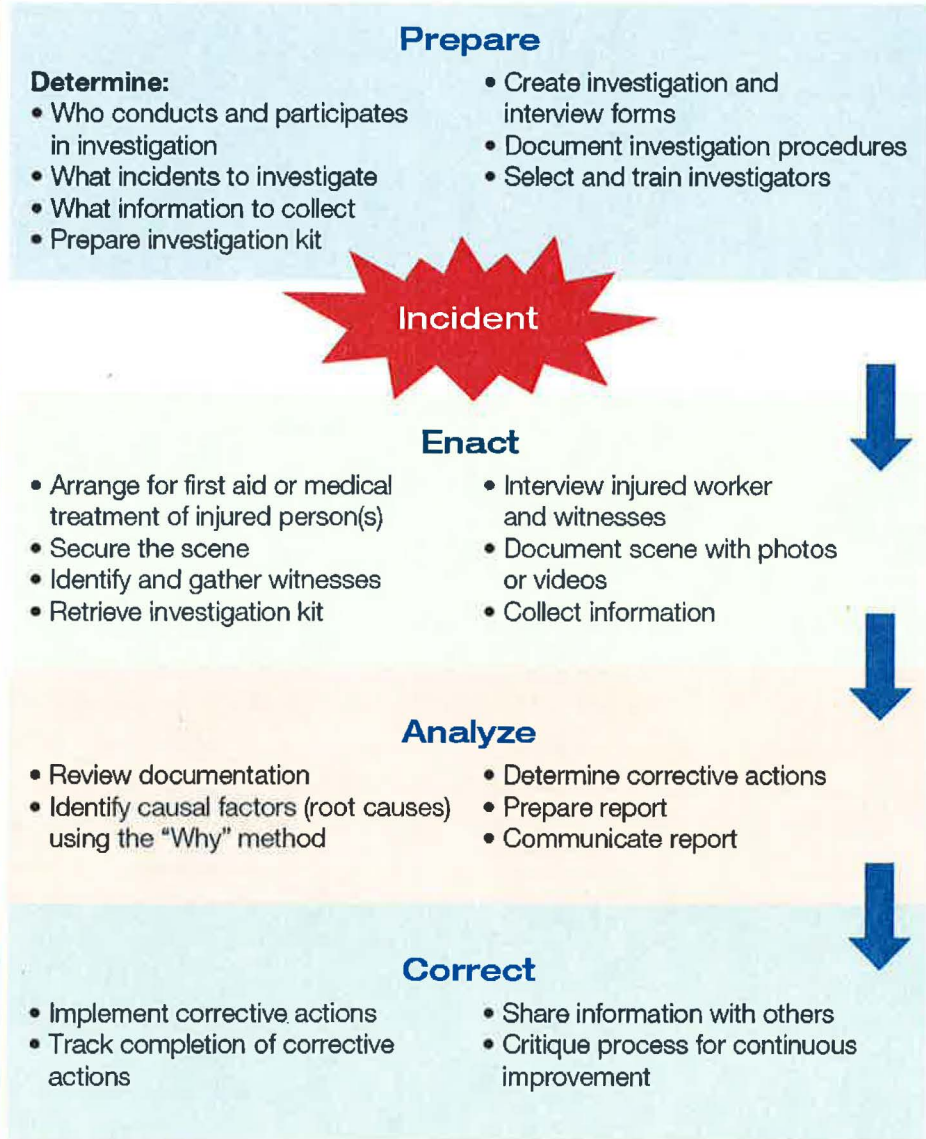 Prepare
Determine:
• Who conducts and participates
in investigation
• What incidents to investigate
• What information to collect
• Prepare investigation kit
• Create investigation and
interview forms
• Document investigation procedures
• Select and train investigators
Incident
Enact
• Arrange for first aid or medical
treatment of injured person(s)
• Secure the scene
• Identify and gather witnesses
• Retrieve investigation kit
• Interview injured worker
and witnesses
• Document scene with photos
or videos
• Collect information
Analyze
• Review documentation
• Identify causal factors (root causes)
using the “Why” method
• Determine corrective actions
• Prepare report
• Communicate report
Correct
• Implement corrective actions
• Track completion of corrective
actions
• Share information with others
• Critique process for continuous
improvement